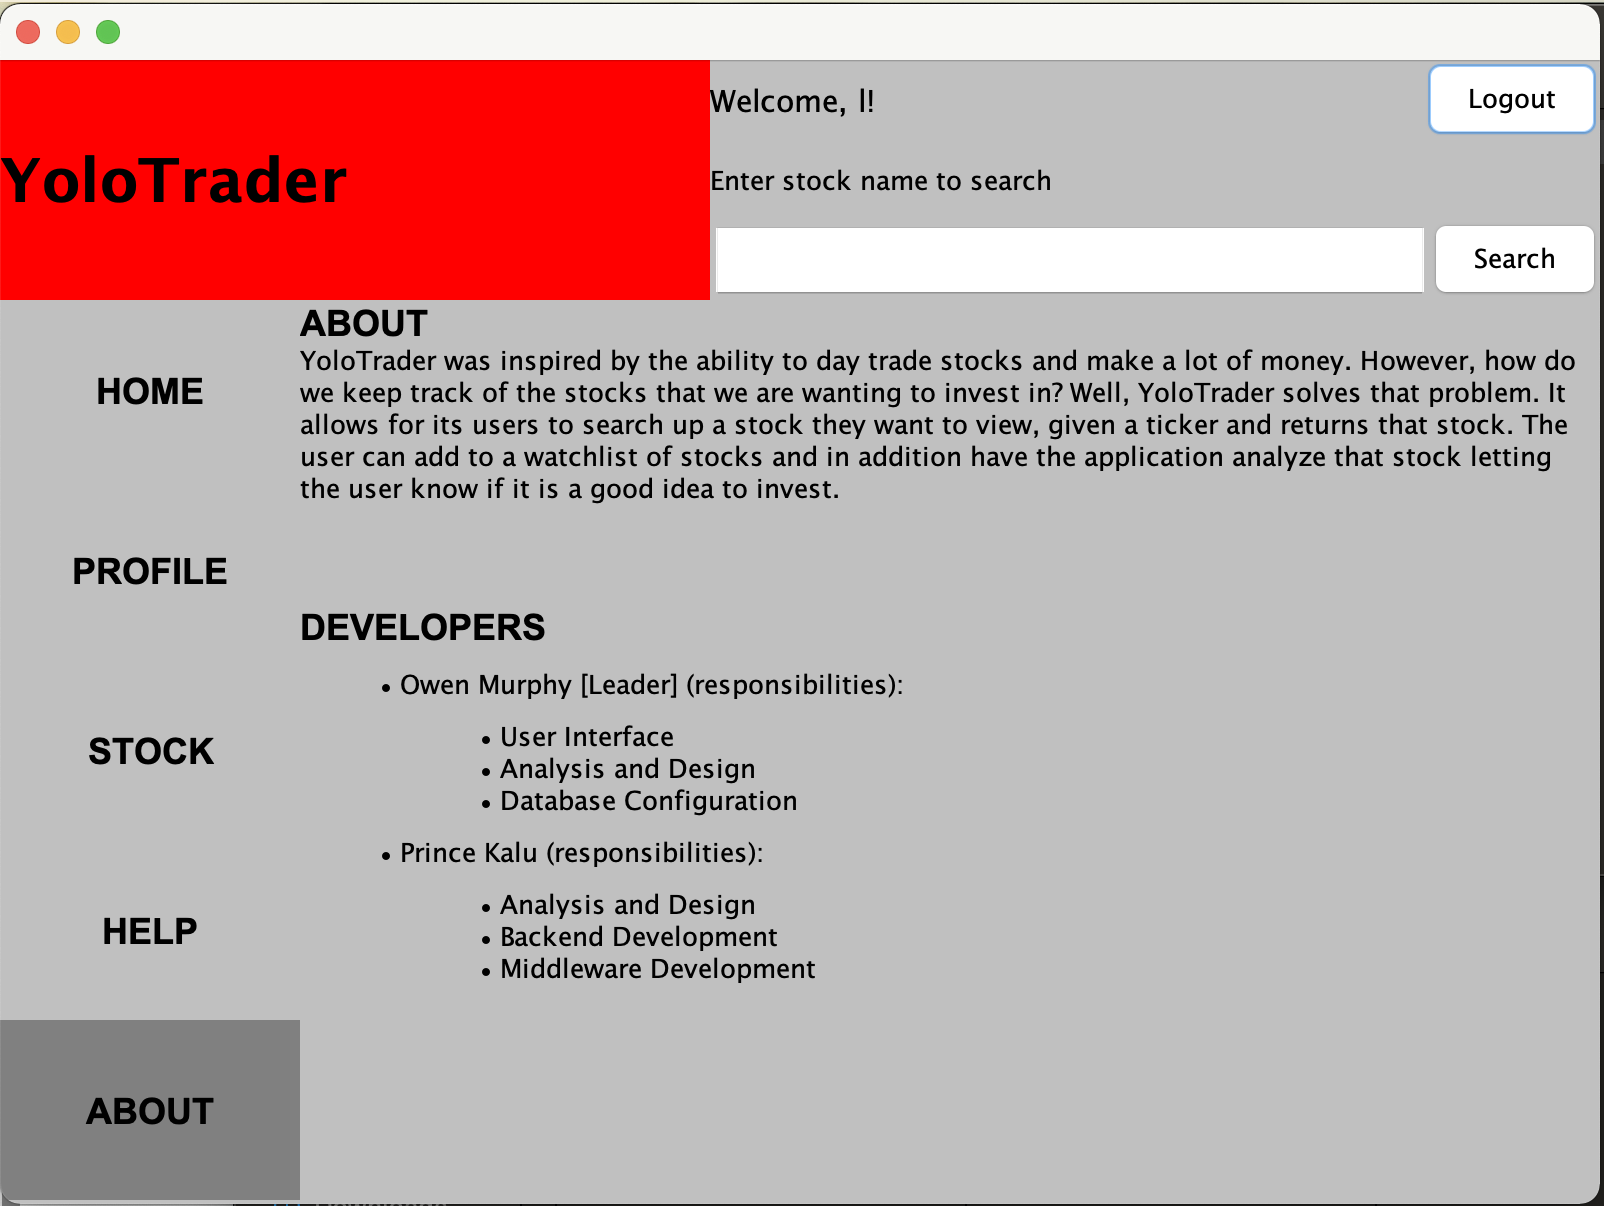 YoloTrader
Welcome, l!
Logout
Enter stock name to search
Search
HOME
PROFILE
STOCK
HELP
ABOUT
ABOUT
YoloTrader was inspired by the ability to day trade stocks and make a lot of money. However, how do
we keep track of the stocks that we are wanting to invest in? Well, YoloTrader solves that problem. It
allows for its users to search up a stock they want to view, given a ticker and returns that stock. The
user can add to a watchlist of stocks and in addition have the application analyze that stock letting
the user know if it is a good idea to invest.
DEVELOPERS
• Owen Murphy [Leader] (responsibilities):
• User Interface
• Analysis and Design
• Database Configuration
• Prince Kalu (responsibilities):
• Analysis and Design
• Backend Development
• Middleware Development